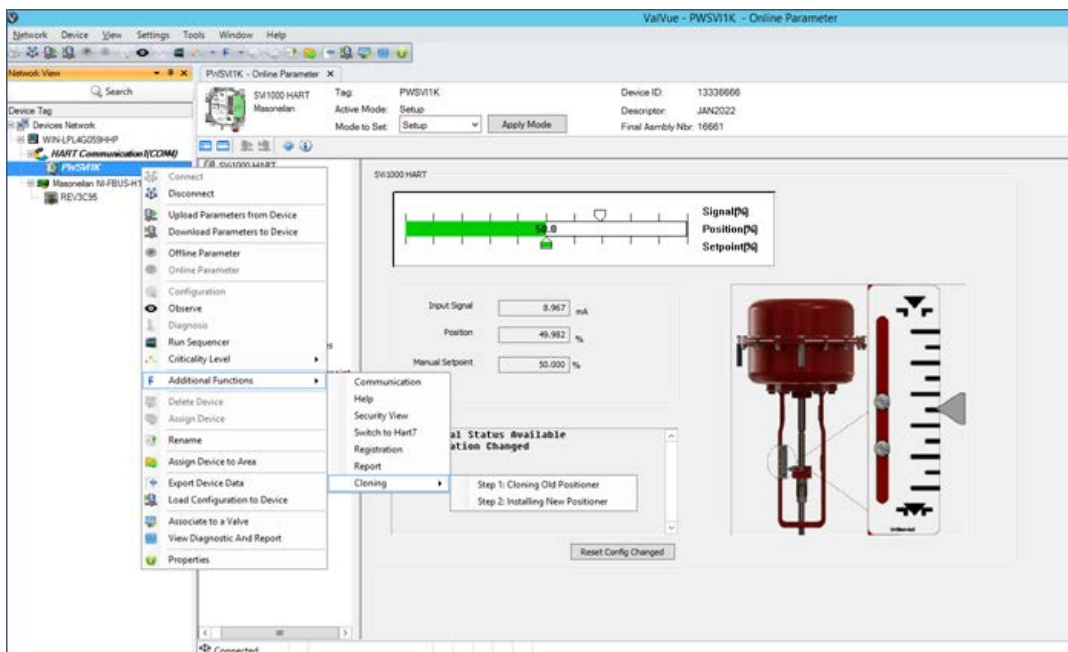 ValVue - PWSVI1K - Online Parameter
Network Device View Settings Tools Window Help
Network View
PWSVI1K - Online Parameter
Search
Device Tag
Devices Network
WIN-LPL4G059HHP
HART Communication1(COM4)
PWSVI1K
Masoneilan NI-FBUS-H1
REV3C95
SVI1000 HART
Masoneilan
Tag: PWSVI1K
Active Mode: Setup
Mode to Set: Setup
Apply Mode
Device ID: 13336666
Descriptor: JAN2022
Final Asmbly Nbr: 16661
SVI1000 HART
Connect
Disconnect
Upload Parameters from Device
Download Parameters to Device
Offline Parameter
Online Parameter
Configuration
Observe
Diagnosis
Run Sequencer
Criticality Level
Additional Functions
Delete Device
Assign Device
Rename
Assign Device to Area
Export Device Data
Load Configuration to Device
Associate to a Valve
View Diagnostic And Report
Properties
Communication
Help
Security View
Switch to Hart7
Registration
Report
Cloning
Step 1: Cloning Old Positioner
Step 2: Installing New Positioner
SVi1000 HART
50.0
Signal[%]
Position[%]
Setpoint[%]
Input Signal 8.967 mA
Position 49.982 %
Manual Setpoint 50.000 %
al Status Available
ation Changed
Reset Config Changed
Connected